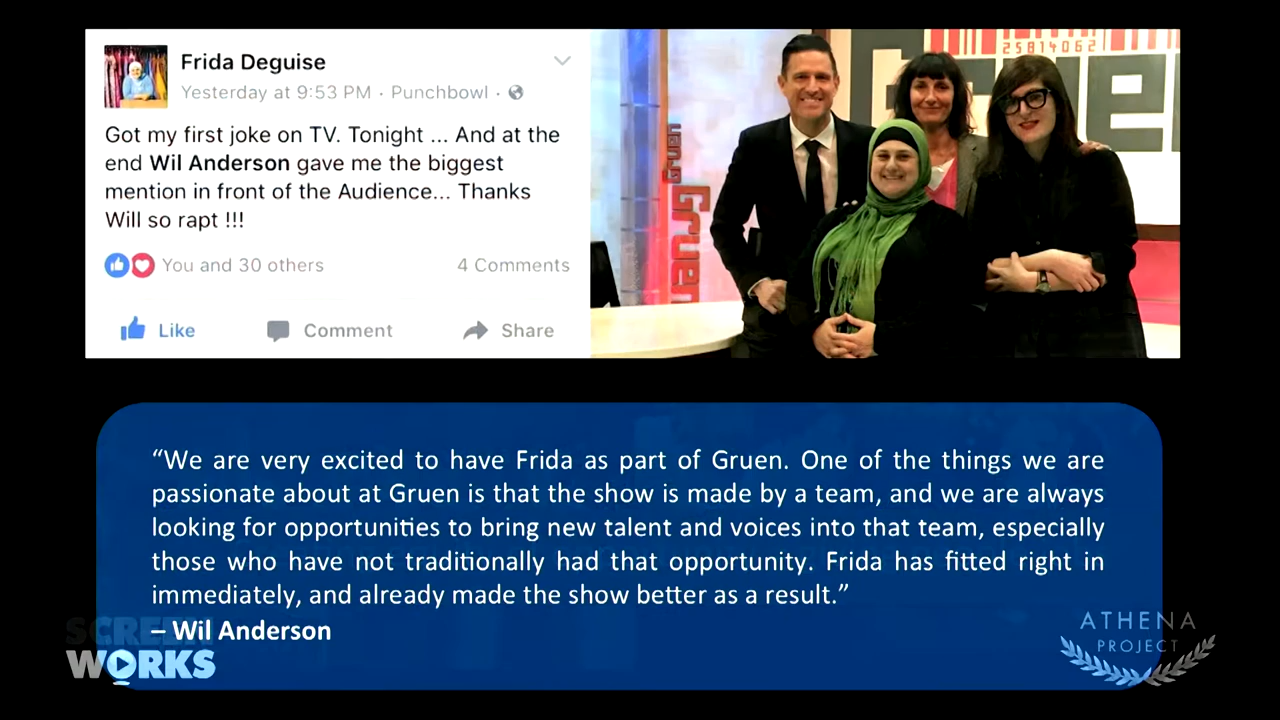 Frida Deguise
Yesterday at 9:53 PM · Punchbowl ·
Got my first joke on TV. Tonight ... And at the
end Wil Anderson gave me the biggest
mention in front of the Audience... Thanks
Will so rapt !!!
You and 30 others 4 Comments
Like Comment Share
25814062
Gruen
Gruen
“We are very excited to have Frida as part of Gruen. One of the things we are
passionate about at Gruen is that the show is made by a team, and we are always
looking for opportunities to bring new talent and voices into that team, especially
those who have not traditionally had that opportunity. Frida has fitted right in
immediately, and already made the show better as a result.”
– Wil Anderson
SCREEN
WORKS
ATHENA
PROJECT